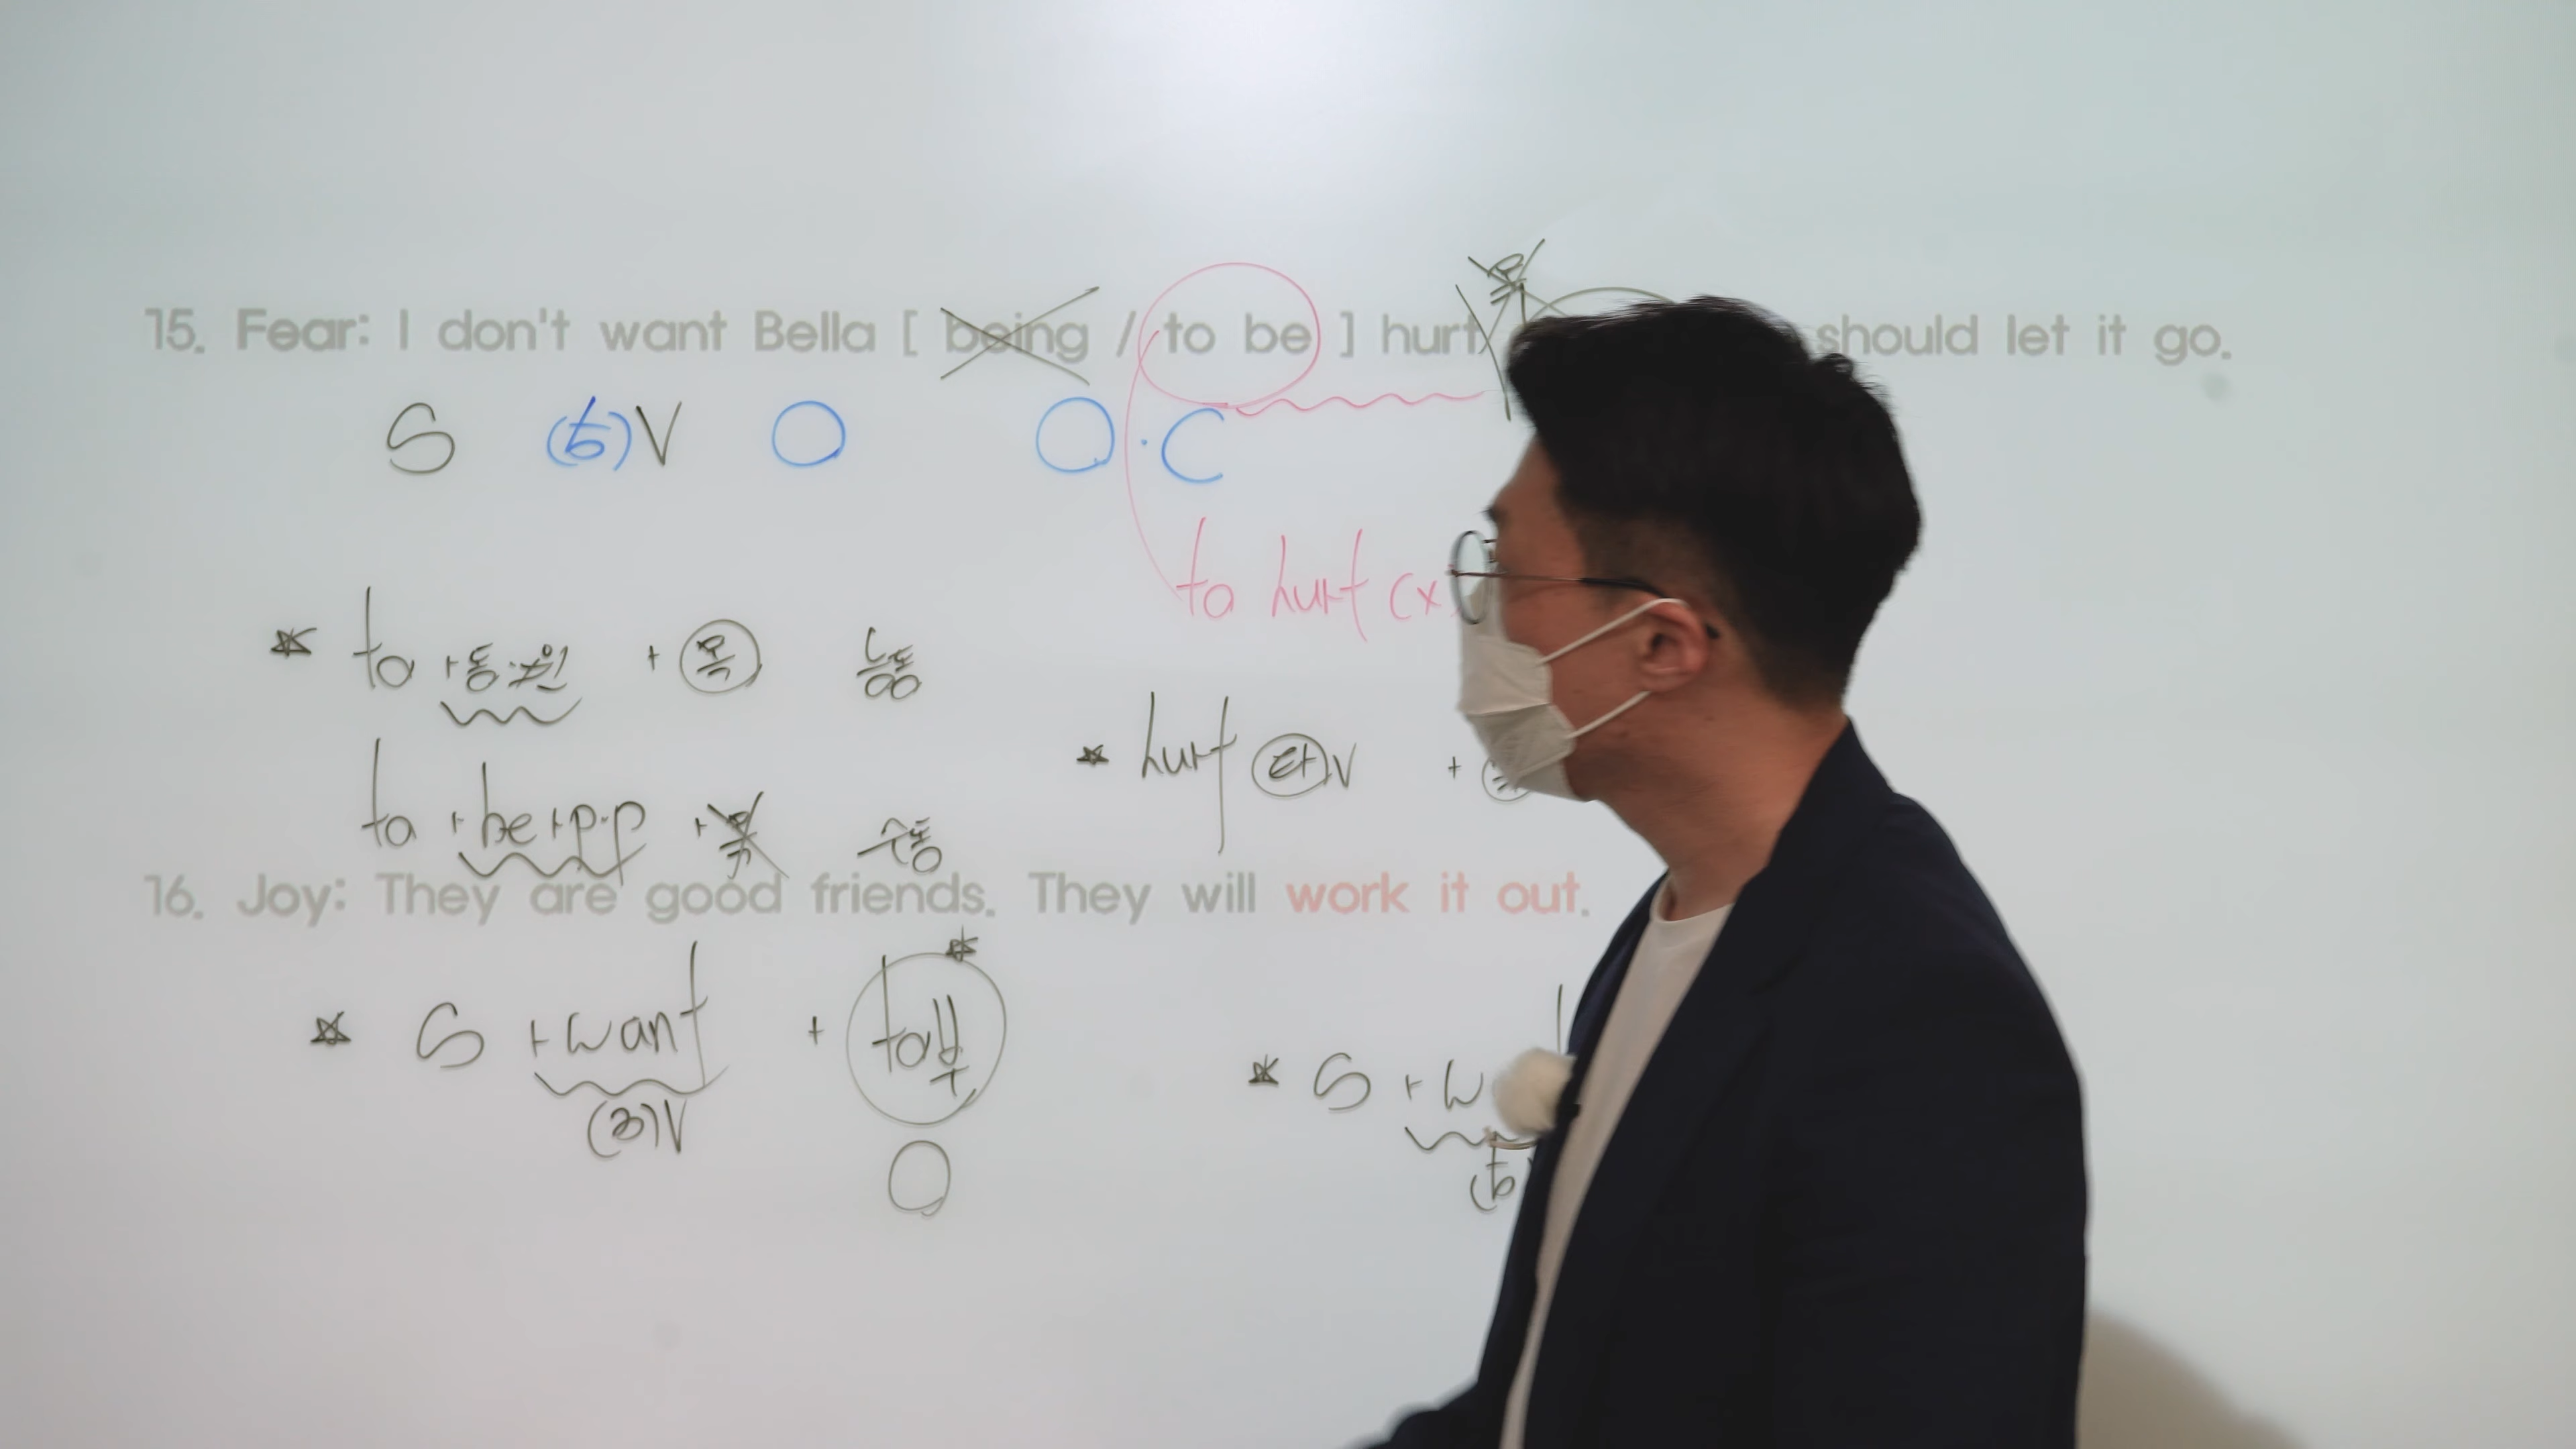 목
15. Fear: I don't want Bella [ being / to be ] hurt should let it go.
S (5)V O O·C
to hurt (x
* to +동·원 + 목 능동
* hurt 타V +
to +be+p·p +목 수동
16. Joy: They are good friends. They will work it out.
* S +want + to부
(3)V
O
* S +w
(5